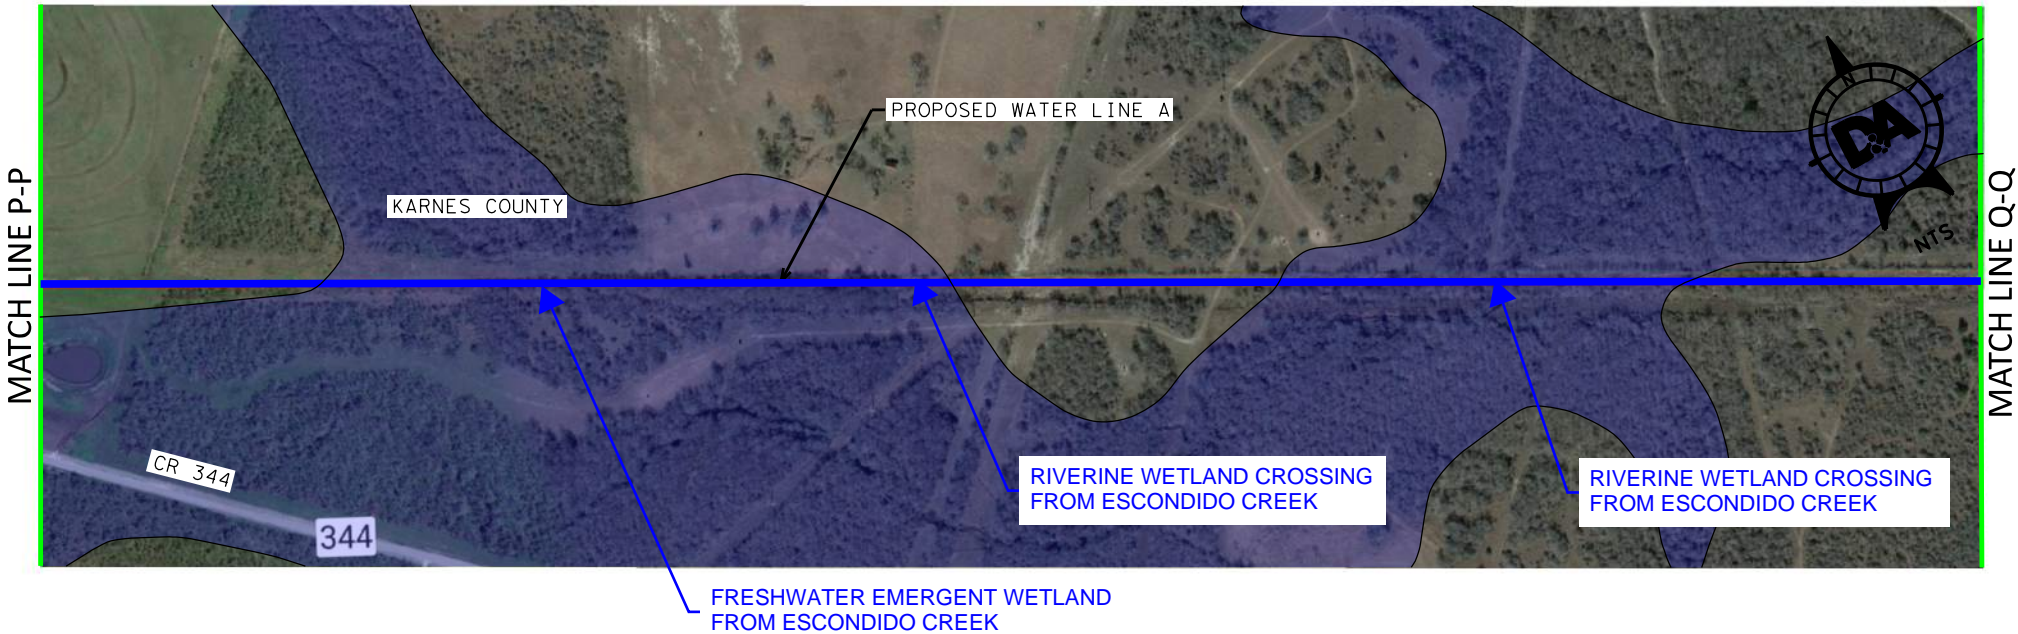 MATCH LINE P-P
PROPOSED WATER LINE A
KARNES COUNTY
N
DA
NTS
MATCH LINE Q-Q
CR 344
344
RIVERINE WETLAND CROSSING
FROM ESCONDIDO CREEK
RIVERINE WETLAND CROSSING
FROM ESCONDIDO CREEK
FRESHWATER EMERGENT WETLAND
FROM ESCONDIDO CREEK